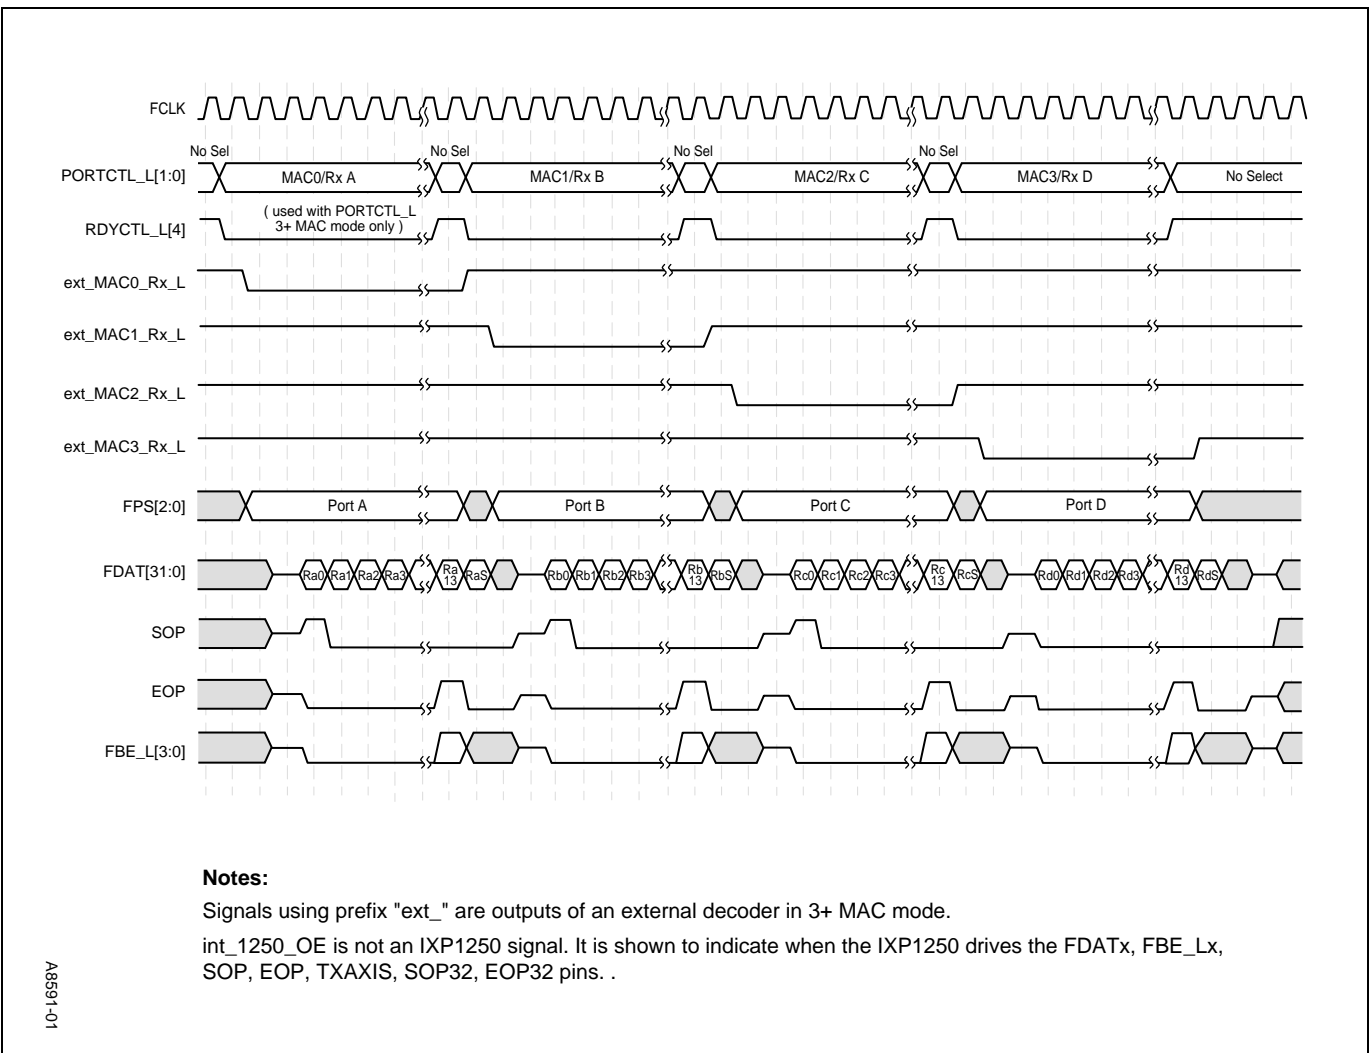 FCLK
No Sel No Sel No Sel No Sel
PORTCTL_L[1:0] MAC0/Rx A MAC1/Rx B MAC2/Rx C MAC3/Rx D No Select
( used with PORTCTL_L
3+ MAC mode only )
RDYCTL_L[4]
ext_MAC0_Rx_L
ext_MAC1_Rx_L
ext_MAC2_Rx_L
ext_MAC3_Rx_L
FPS[2:0] Port A Port B Port C Port D
FDAT[31:0] Ra0 Ra1 Ra2 Ra3 Ra 13 RaS Rb0 Rb1 Rb2 Rb3 Rb 13 RbS Rc0 Rc1 Rc2 Rc3 Rc 13 RcS Rd0 Rd1 Rd2 Rd3 Rd 13 RdS
SOP
EOP
FBE_L[3:0]
Notes:
Signals using prefix "ext_" are outputs of an external decoder in 3+ MAC mode.
int_1250_OE is not an IXP1250 signal. It is shown to indicate when the IXP1250 drives the FDATx, FBE_Lx,
SOP, EOP, TXAXIS, SOP32, EOP32 pins. .
A8591-01